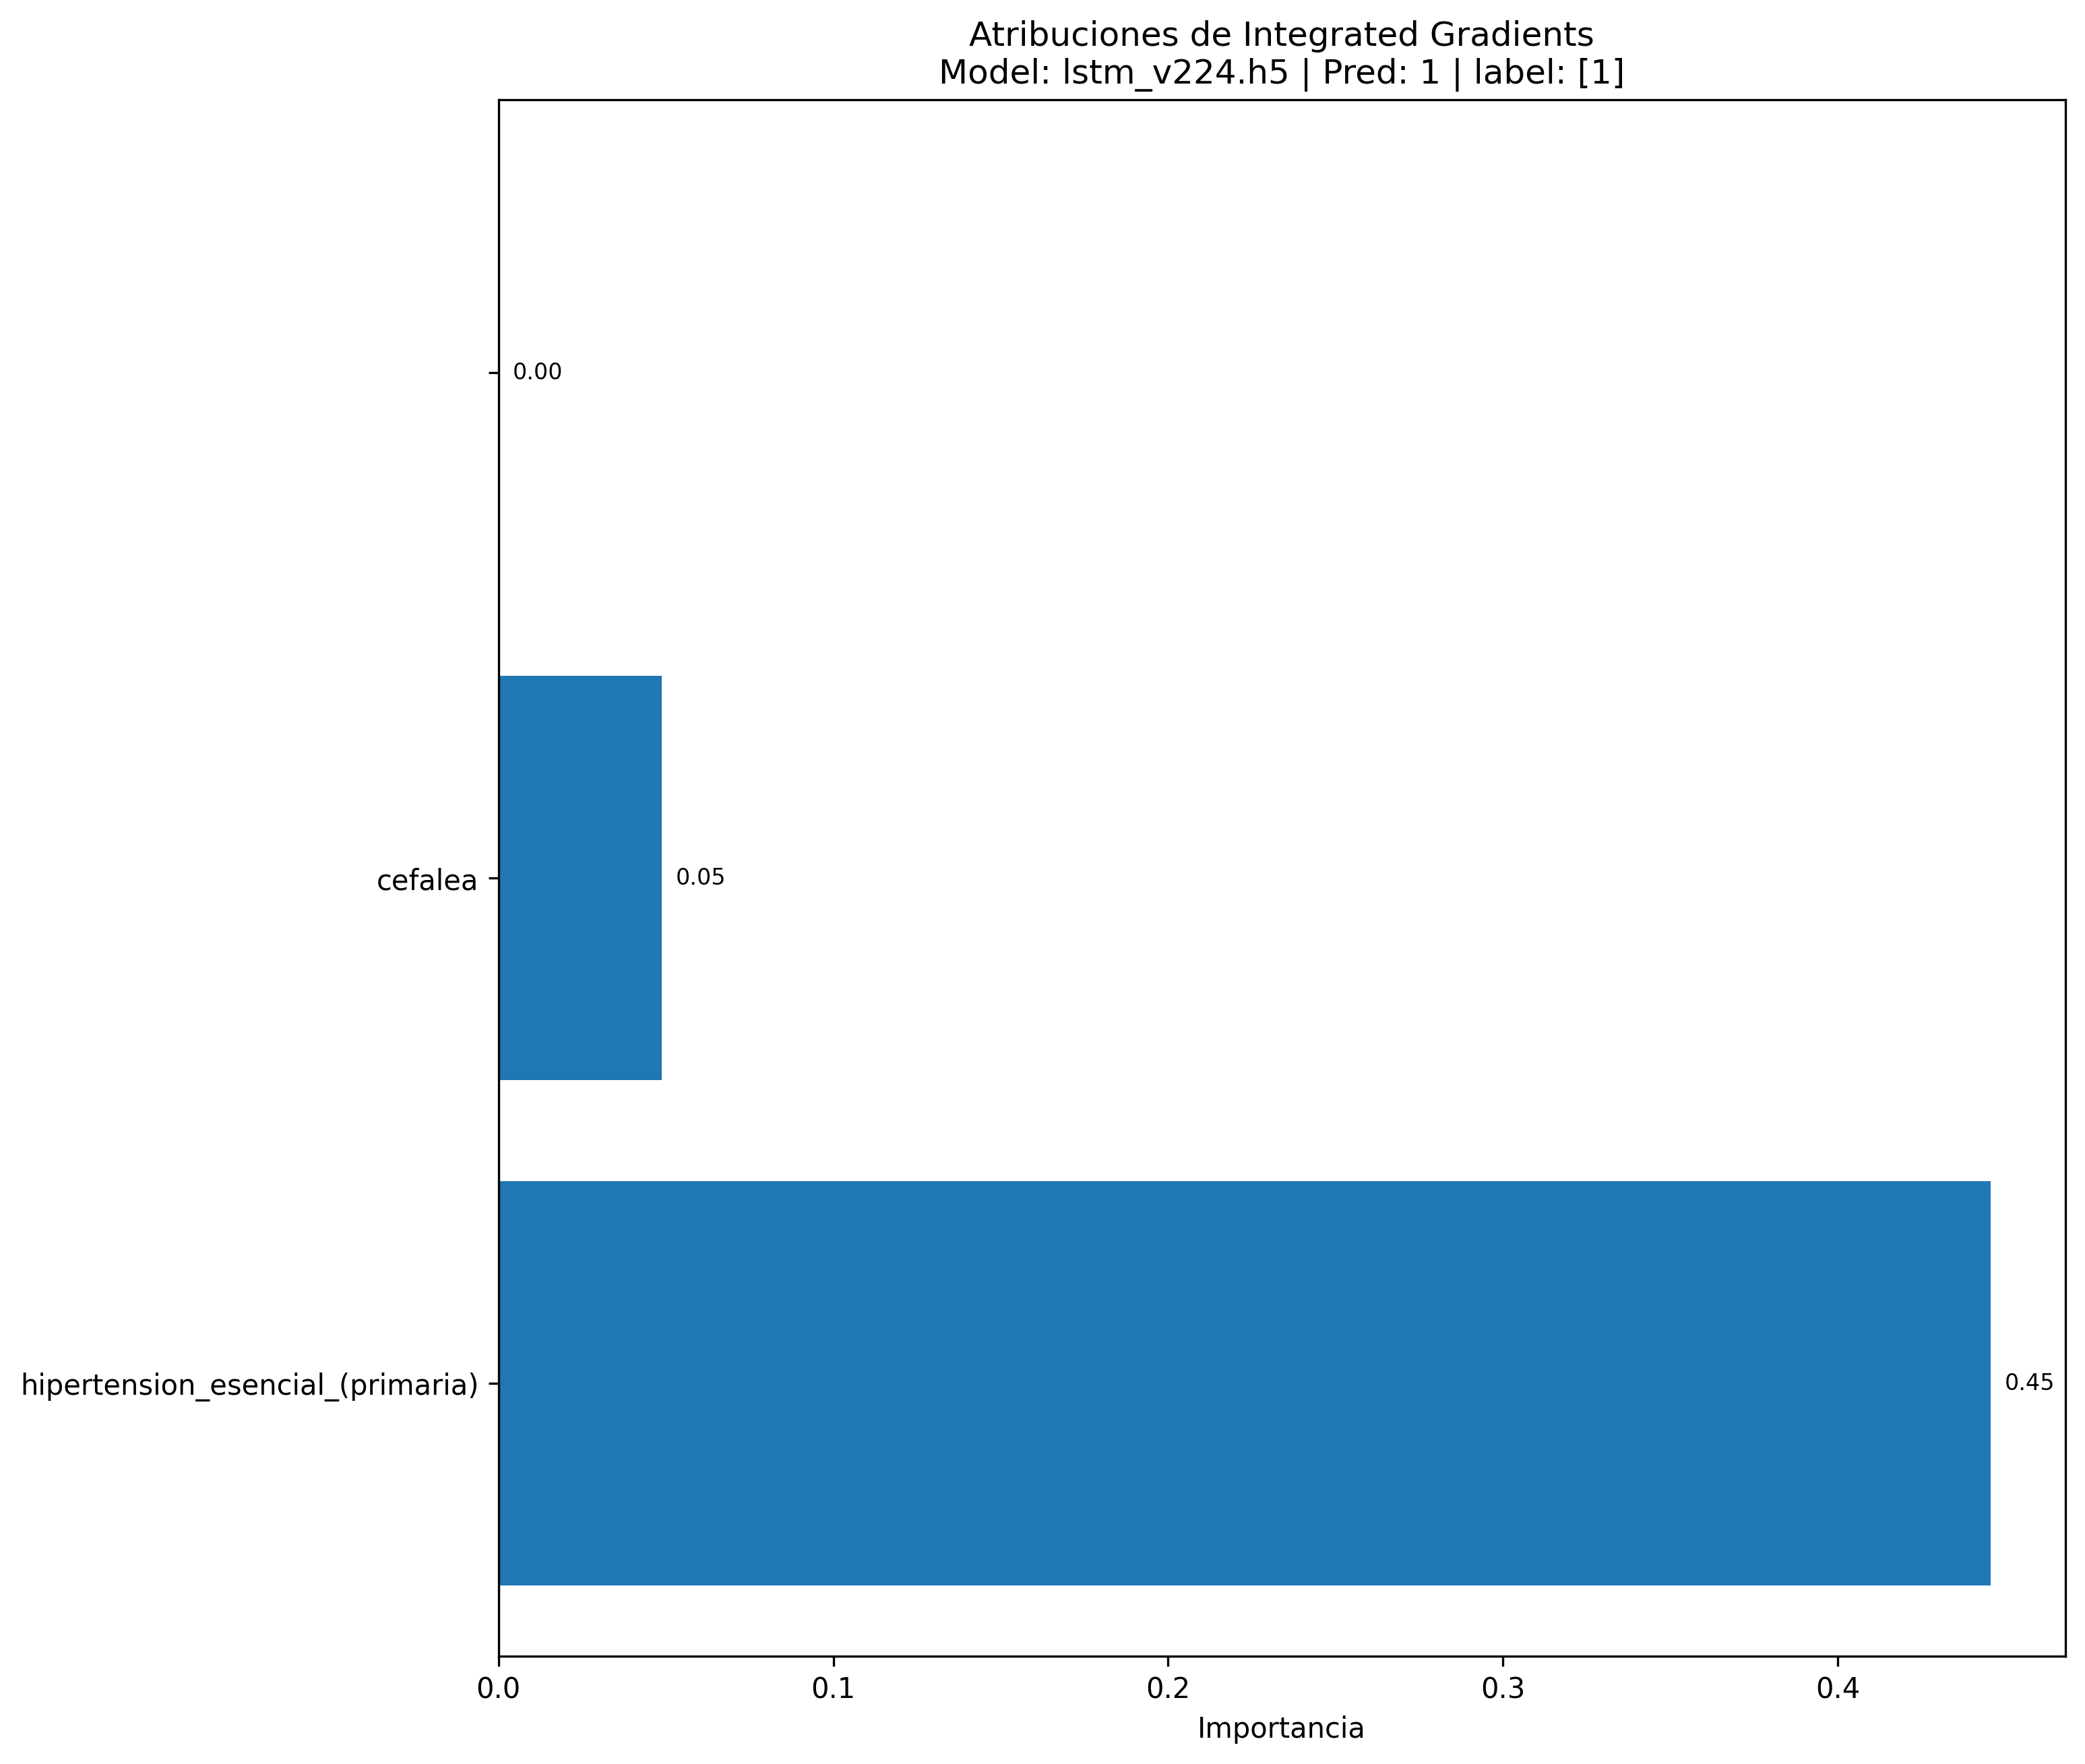 Atribuciones de Integrated Gradients
Model: lstm_v224.h5 | Pred: 1 | label: [1]
0.00
cefalea
0.05
hipertension_esencial_(primaria)
0.45
0.0 0.1 0.2 0.3 0.4
Importancia